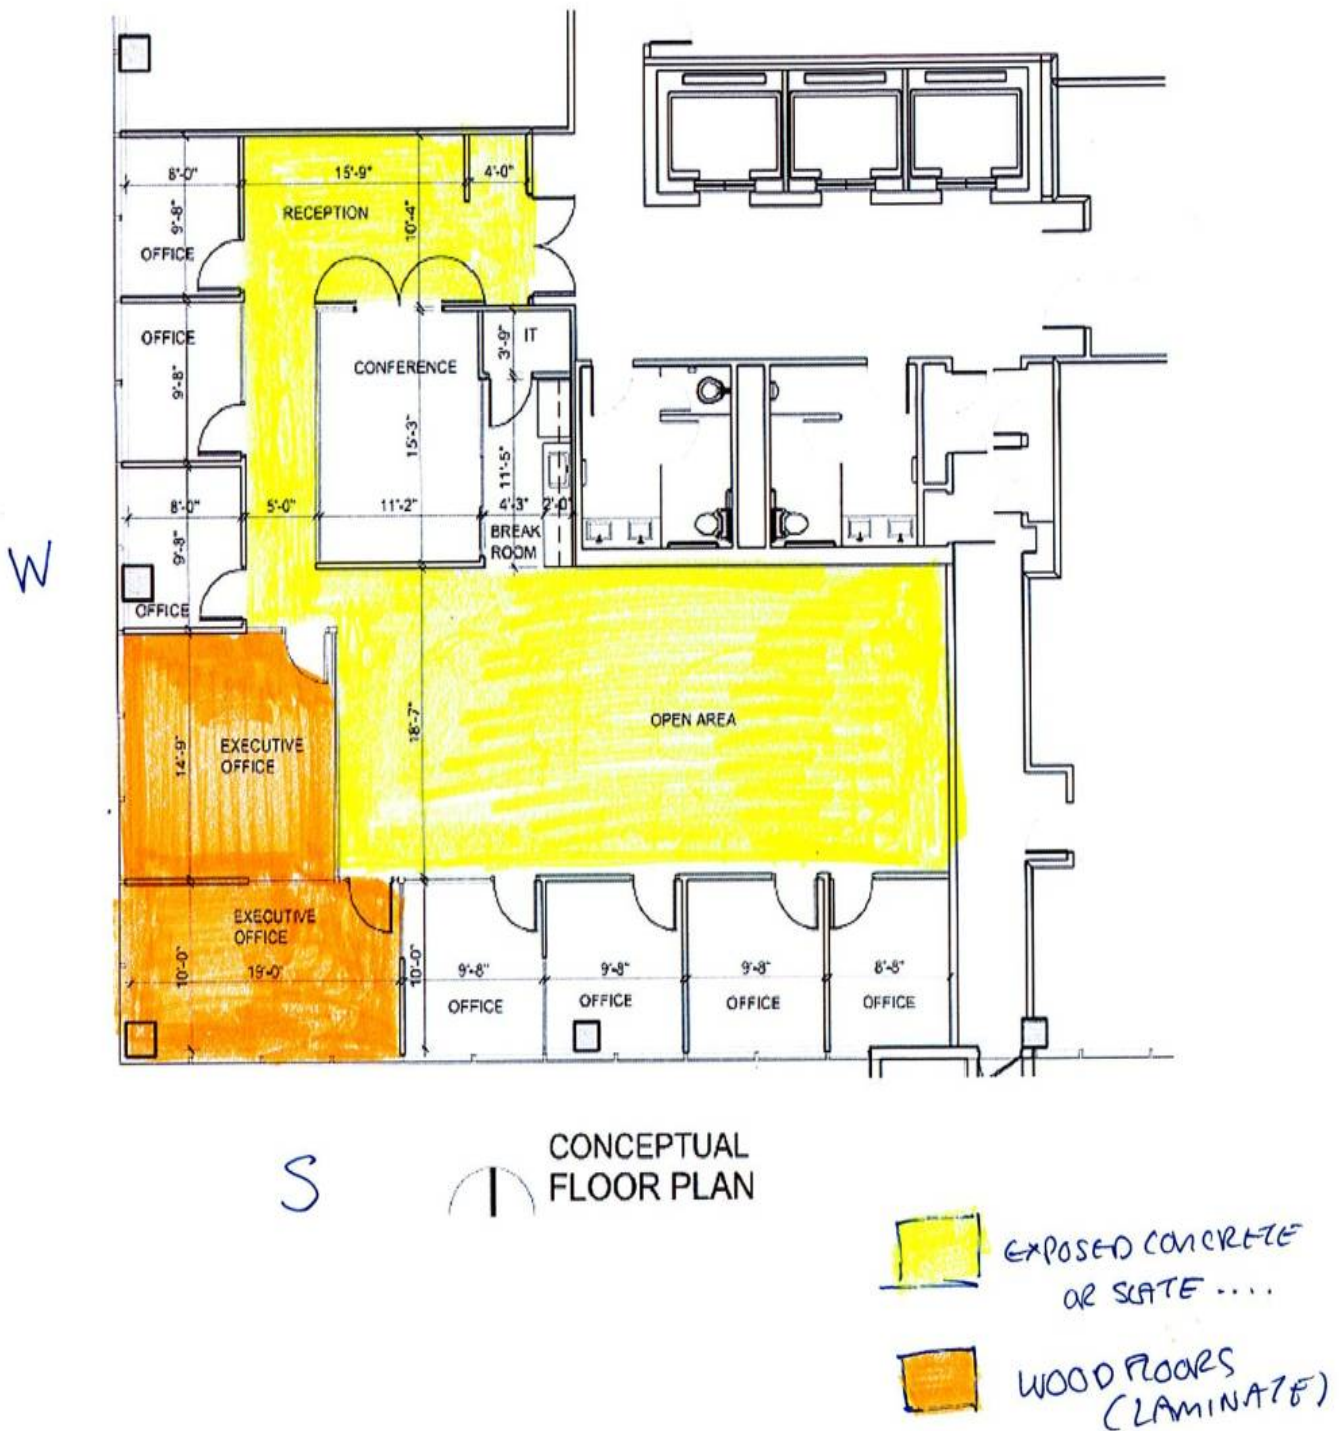 8'-0"
15'-9"
4'-0"
9'-8"
RECEPTION
10'-4"
OFFICE
OFFICE
3'-9"
IT
CONFERENCE
9'-8"
15'-3"
11'-5"
8'-0"
5'-0"
11'-2"
4'-3"
2'-0"
9'-8"
BREAK
ROOM
W
OFFICE
18'-7"
OPEN AREA
14'-9"
EXECUTIVE
OFFICE
EXECUTIVE
OFFICE
10'-0"
19'-0"
10'-0"
9'-8"
9'-8"
9'-8"
8'-8"
OFFICE
OFFICE
OFFICE
OFFICE
S
CONCEPTUAL
FLOOR PLAN
EXPOSED CONCRETE
OR SLATE ....
WOOD FLOORS
(LAMINATE)